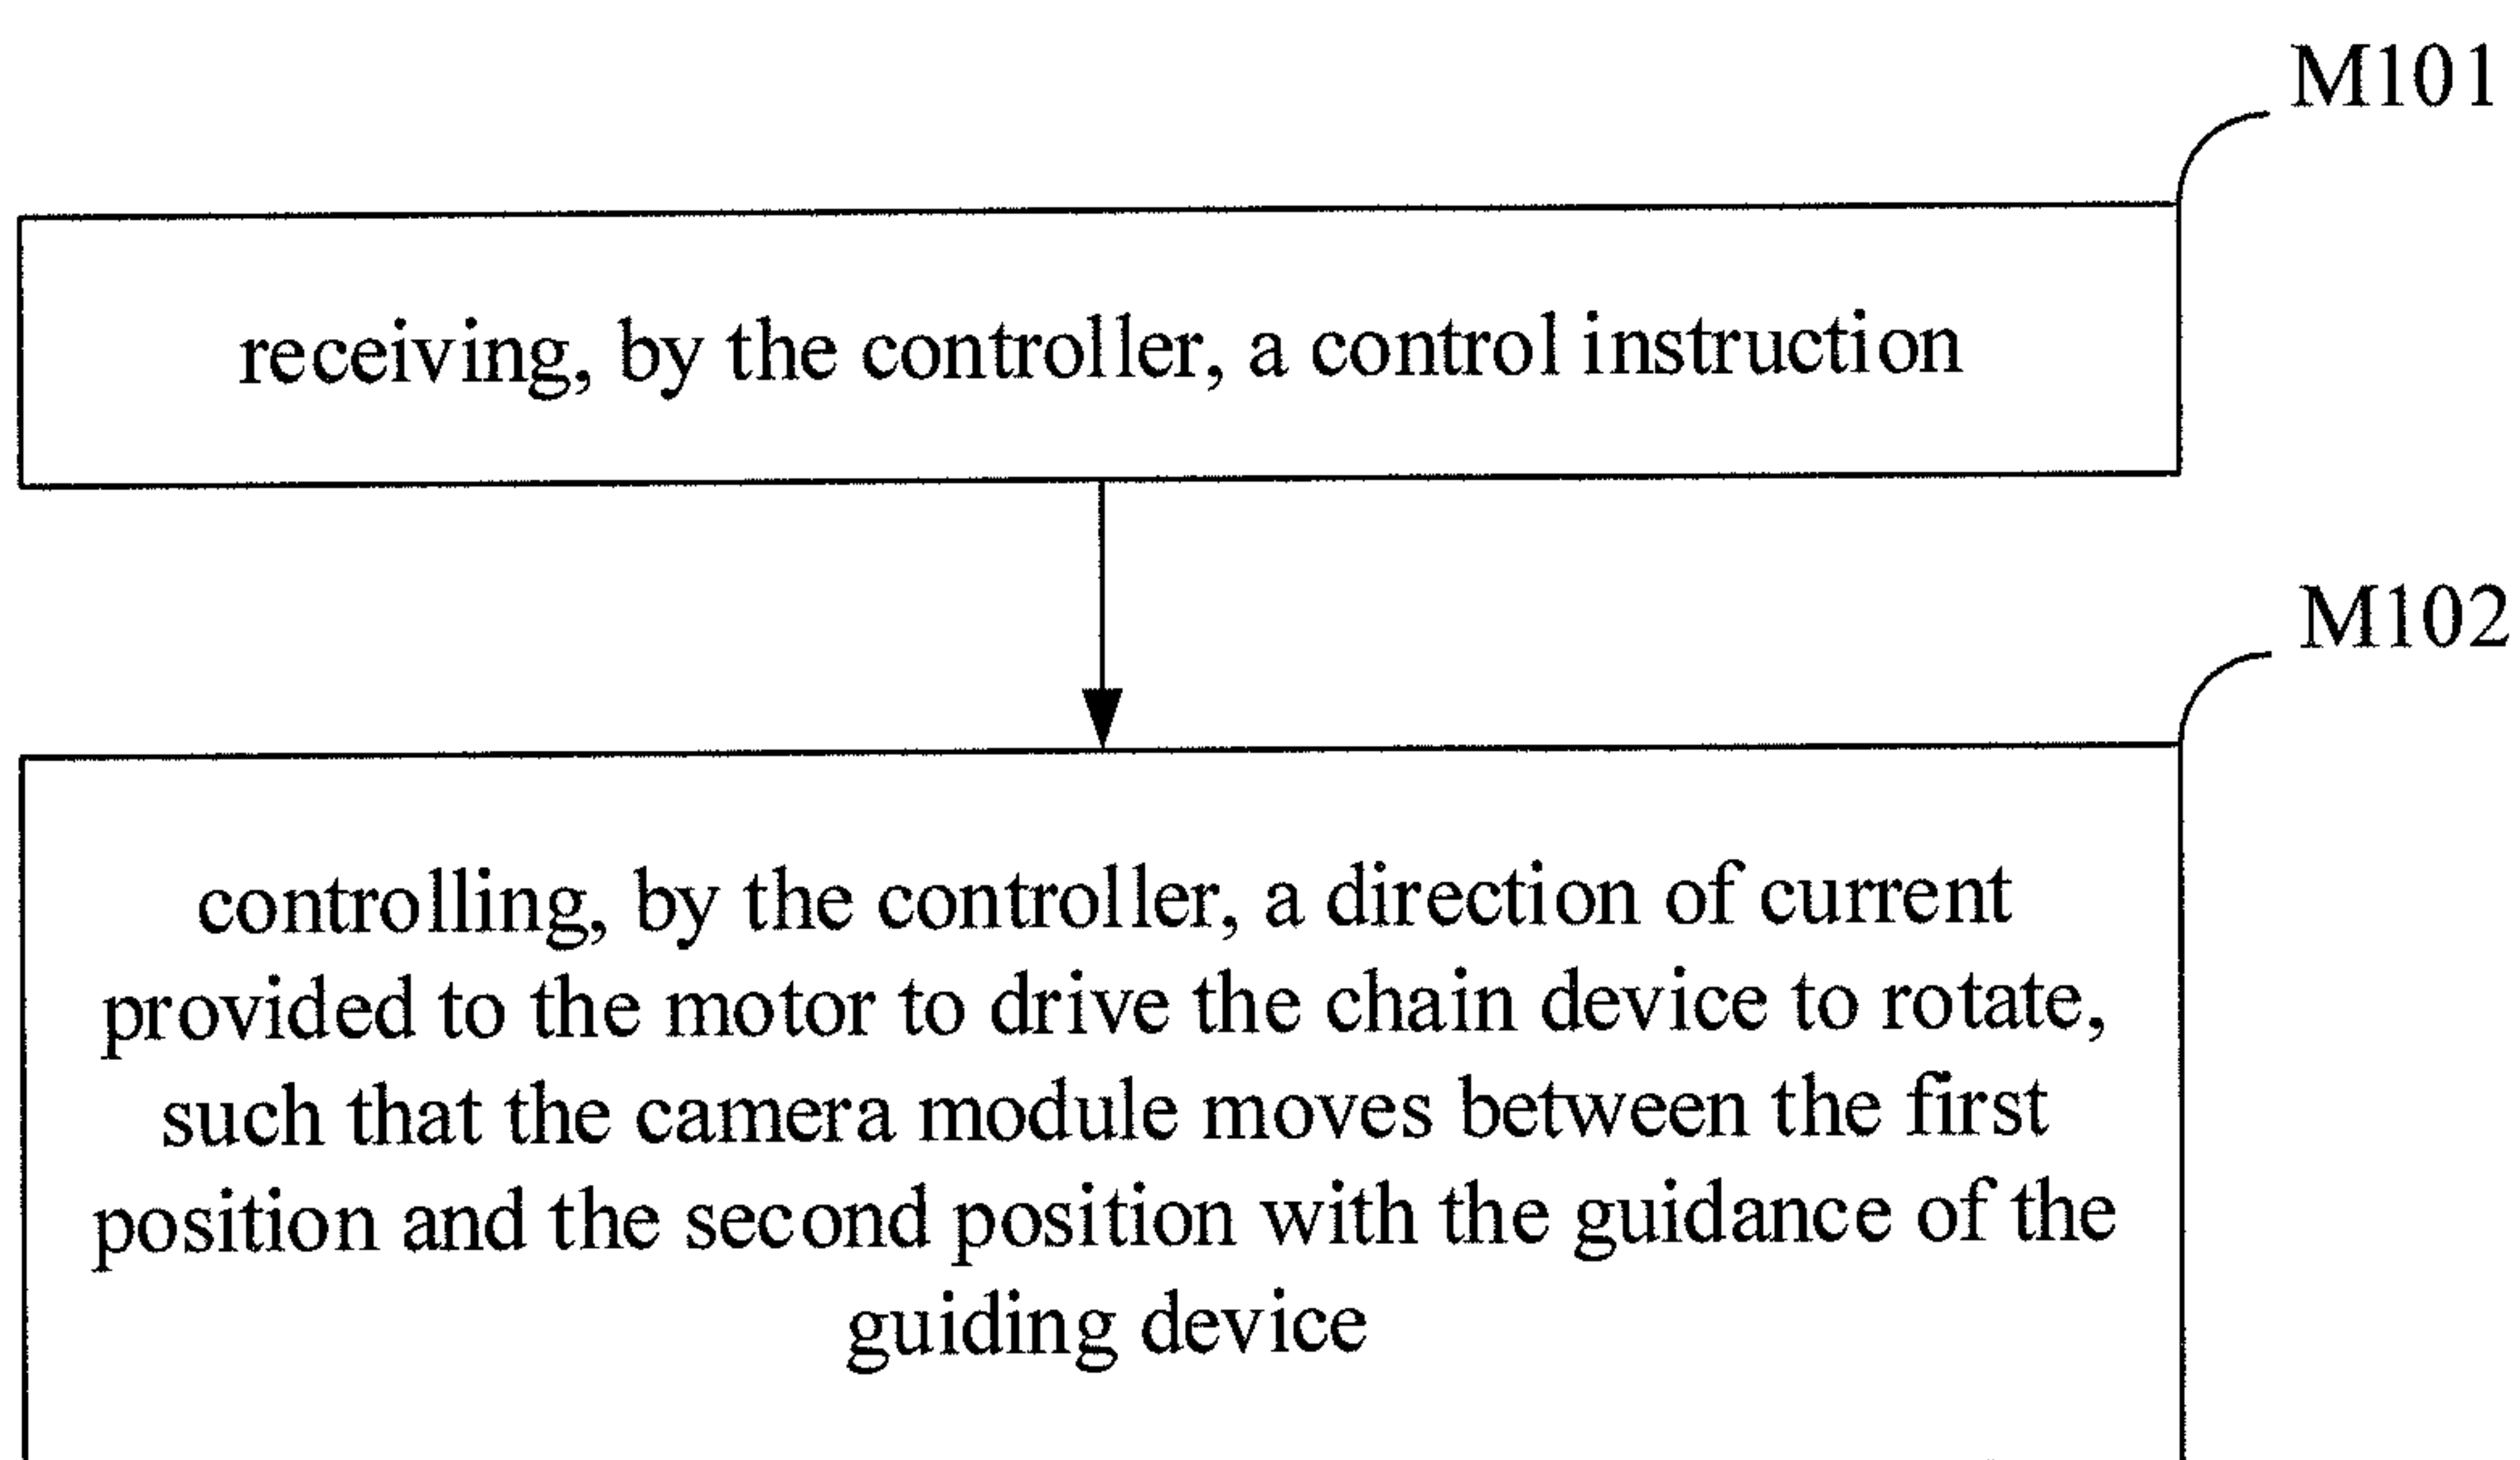 M101
receiving, by the controller, a control instruction
M102
controlling, by the controller, a direction of current
provided to the motor to drive the chain device to rotate,
such that the camera module moves between the first
position and the second position with the guidance of the
guiding device